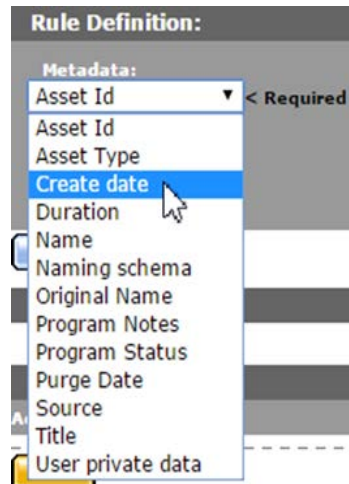 Rule Definition:
Metadata:
Asset Id ▼ < Required
Asset Id
Asset Type
Create date
Duration
Name
Naming schema
Original Name
Program Notes
Program Status
Purge Date
Source
Title
User private data